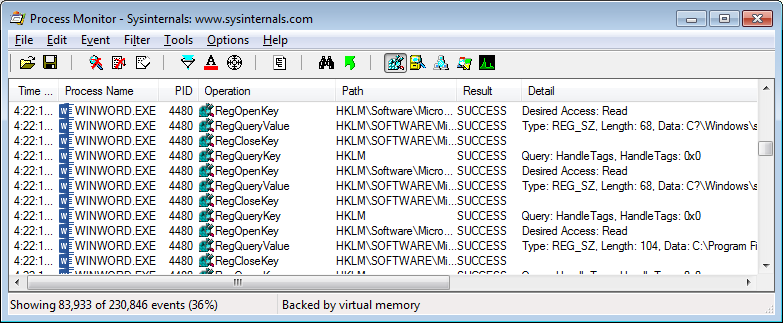 Process Monitor - Sysinternals: www.sysinternals.com
File Edit Event Filter Tools Options Help
Time ... Process Name PID Operation Path Result Detail
4:22:1... WINWORD.EXE 4480 RegOpenKey HKLM\Software\Micro... SUCCESS Desired Access: Read
4:22:1... WINWORD.EXE 4480 RegQueryValue HKLM\SOFTWARE\Mi... SUCCESS Type: REG_SZ, Length: 68, Data: C?\Windows\s
4:22:1... WINWORD.EXE 4480 RegCloseKey HKLM\SOFTWARE\Mi... SUCCESS
4:22:1... WINWORD.EXE 4480 RegQueryKey HKLM SUCCESS Query: HandleTags, HandleTags: 0x0
4:22:1... WINWORD.EXE 4480 RegOpenKey HKLM\Software\Micro... SUCCESS Desired Access: Read
4:22:1... WINWORD.EXE 4480 RegQueryValue HKLM\SOFTWARE\Mi... SUCCESS Type: REG_SZ, Length: 68, Data: C?\Windows\s
4:22:1... WINWORD.EXE 4480 RegCloseKey HKLM\SOFTWARE\Mi... SUCCESS
4:22:1... WINWORD.EXE 4480 RegQueryKey HKLM SUCCESS Query: HandleTags, HandleTags: 0x0
4:22:1... WINWORD.EXE 4480 RegOpenKey HKLM\Software\Micro... SUCCESS Desired Access: Read
4:22:1... WINWORD.EXE 4480 RegQueryValue HKLM\SOFTWARE\Mi... SUCCESS Type: REG_SZ, Length: 104, Data: C:\Program Fi
4:22:1... WINWORD.EXE 4480 RegCloseKey HKLM\SOFTWARE\Mi... SUCCESS
Showing 83,933 of 230,846 events (36%) Backed by virtual memory